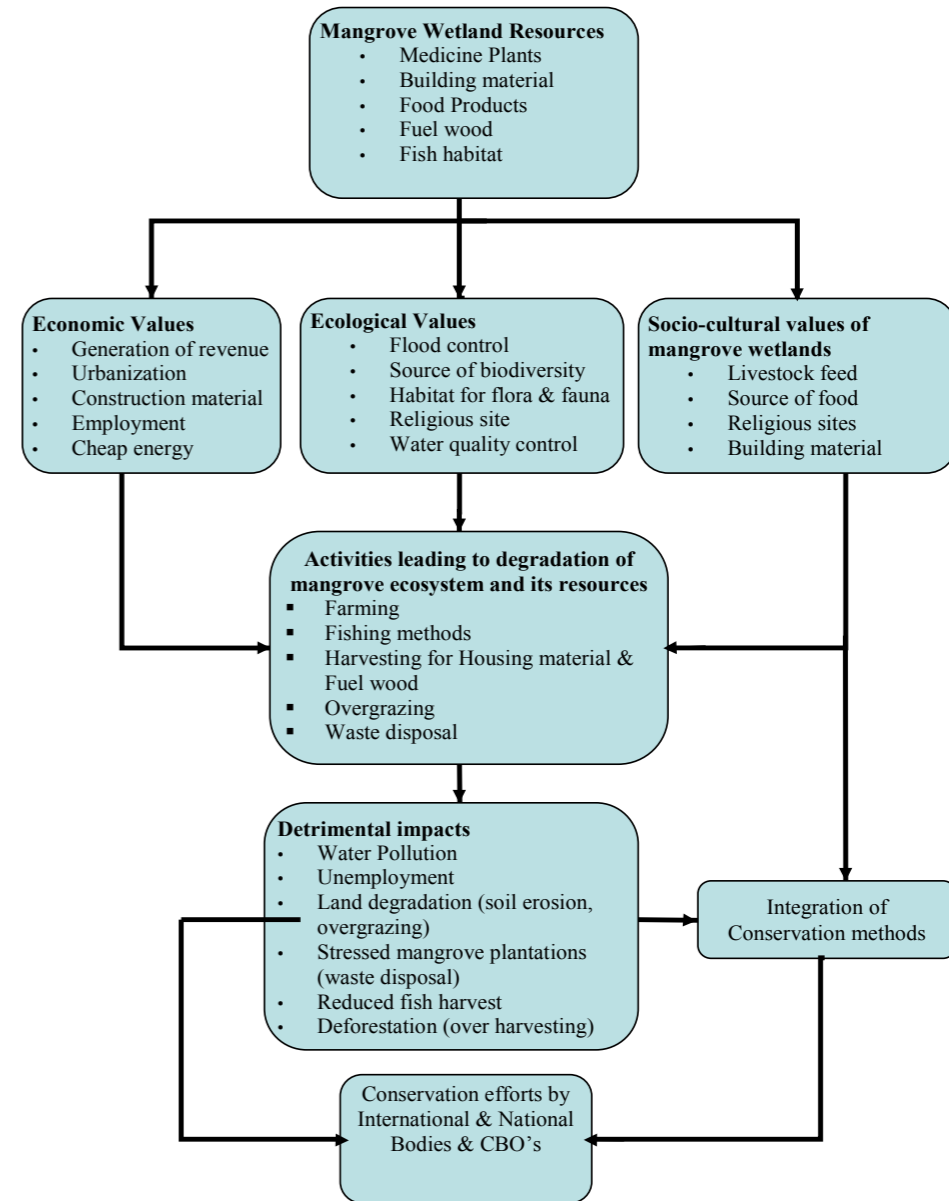 Mangrove Wetland Resources
• Medicine Plants
• Building material
• Food Products
• Fuel wood
• Fish habitat
Economic Values
• Generation of revenue
• Urbanization
• Construction material
• Employment
• Cheap energy
Ecological Values
• Flood control
• Source of biodiversity
• Habitat for flora & fauna
• Religious site
• Water quality control
Socio-cultural values of
mangrove wetlands
• Livestock feed
• Source of food
• Religious sites
• Building material
Activities leading to degradation of
mangrove ecosystem and its resources
▪ Farming
▪ Fishing methods
▪ Harvesting for Housing material &
Fuel wood
▪ Overgrazing
▪ Waste disposal
Detrimental impacts
• Water Pollution
• Unemployment
• Land degradation (soil erosion,
overgrazing)
• Stressed mangrove plantations
(waste disposal)
• Reduced fish harvest
• Deforestation (over harvesting)
Integration of
Conservation methods
Conservation efforts by
International & National
Bodies & CBO’s